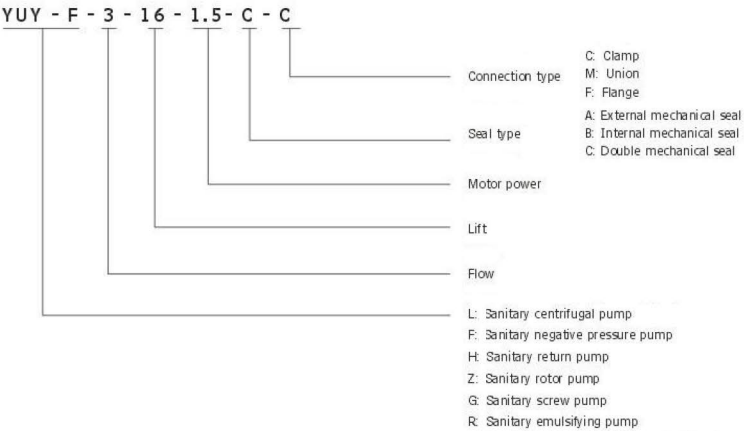 YUY - F - 3 - 16 - 1.5 - C - C
Connection type
C: Clamp
M: Union
F: Flange
Seal type
A: External mechanical seal
B: Internal mechanical seal
C: Double mechanical seal
Motor power
Lift
Flow
L: Sanitary centrifugal pump
F: Sanitary negative pressure pump
H: Sanitary return pump
Z: Sanitary rotor pump
G: Sanitary screw pump
R: Sanitary emulsifying pump